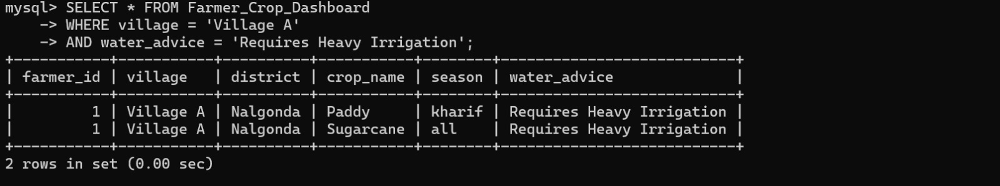 mysql> SELECT * FROM Farmer_Crop_Dashboard
    -> WHERE village = 'Village A'
    -> AND water_advice = 'Requires Heavy Irrigation';
+-----------+-----------+----------+-----------+--------+---------------------------+
| farmer_id | village   | district | crop_name | season | water_advice              |
+-----------+-----------+----------+-----------+--------+---------------------------+
|         1 | Village A | Nalgonda | Paddy     | kharif | Requires Heavy Irrigation |
|         1 | Village A | Nalgonda | Sugarcane | all    | Requires Heavy Irrigation |
+-----------+-----------+----------+-----------+--------+---------------------------+
2 rows in set (0.00 sec)